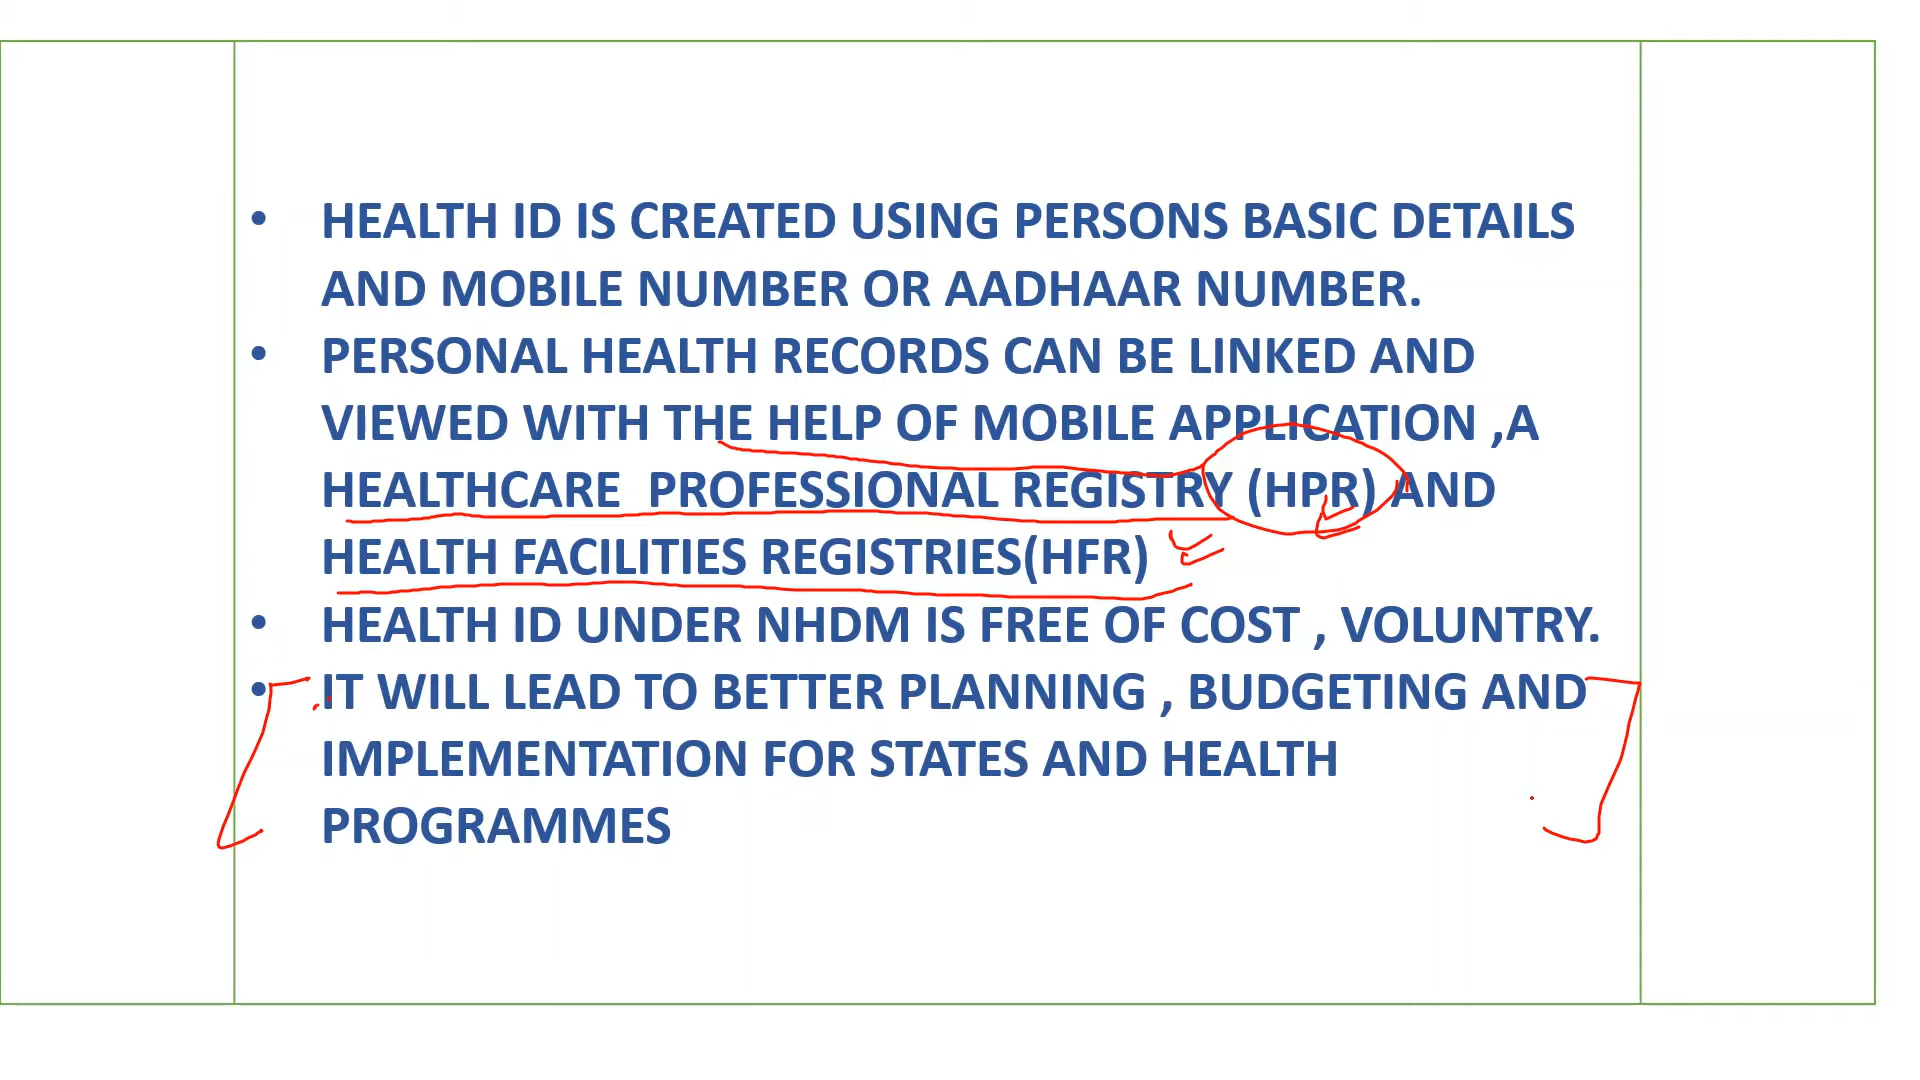 • HEALTH ID IS CREATED USING PERSONS BASIC DETAILS
AND MOBILE NUMBER OR AADHAAR NUMBER.
• PERSONAL HEALTH RECORDS CAN BE LINKED AND
VIEWED WITH THE HELP OF MOBILE APPLICATION ,A
HEALTHCARE PROFESSIONAL REGISTRY (HPR) AND
HEALTH FACILITIES REGISTRIES(HFR)
• HEALTH ID UNDER NHDM IS FREE OF COST , VOLUNTRY.
• IT WILL LEAD TO BETTER PLANNING , BUDGETING AND
IMPLEMENTATION FOR STATES AND HEALTH
PROGRAMMES